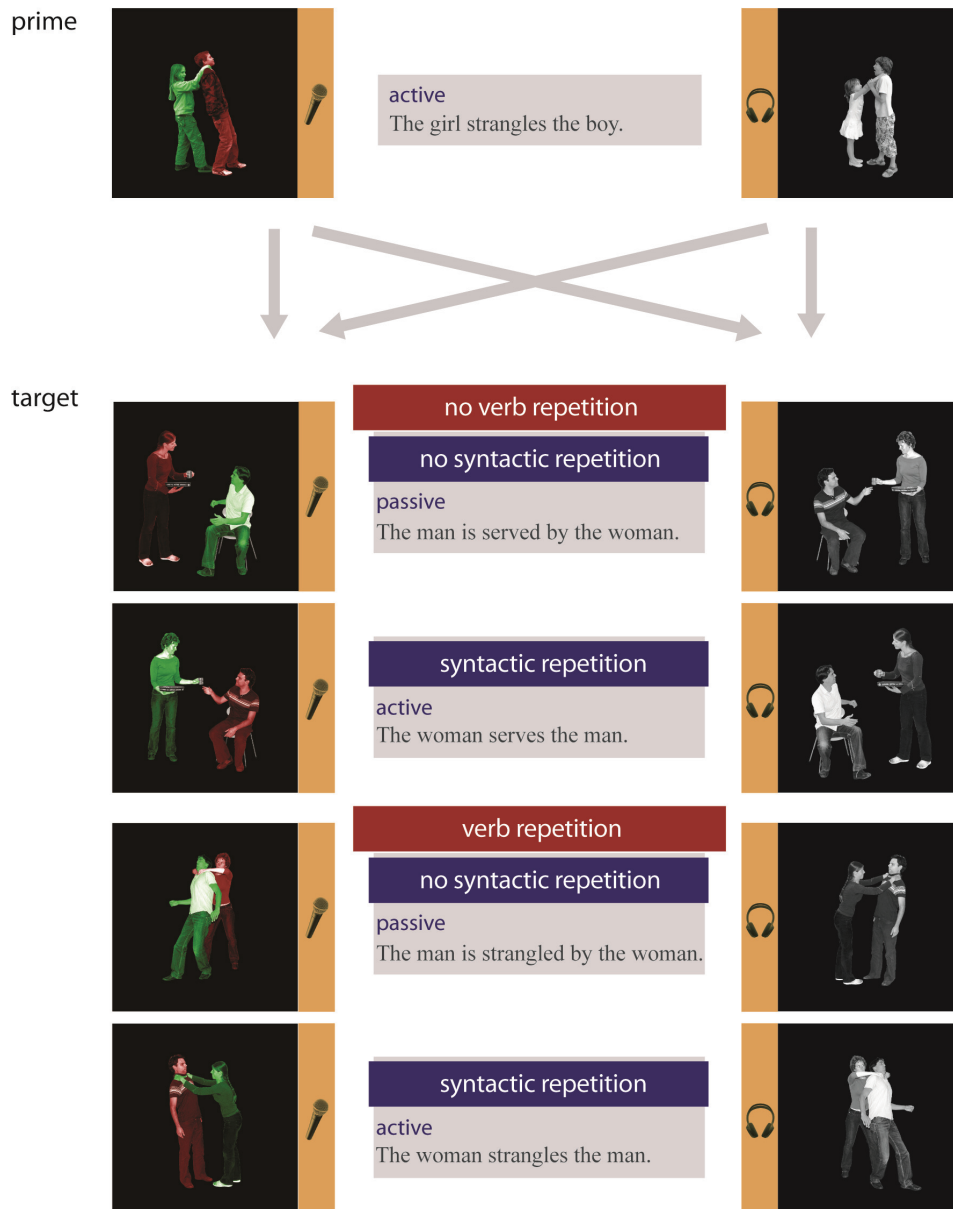 prime
active
The girl strangles the boy.
target
no verb repetition
no syntactic repetition
passive
The man is served by the woman.
syntactic repetition
active
The woman serves the man.
verb repetition
no syntactic repetition
passive
The man is strangled by the woman.
syntactic repetition
active
The woman strangles the man.